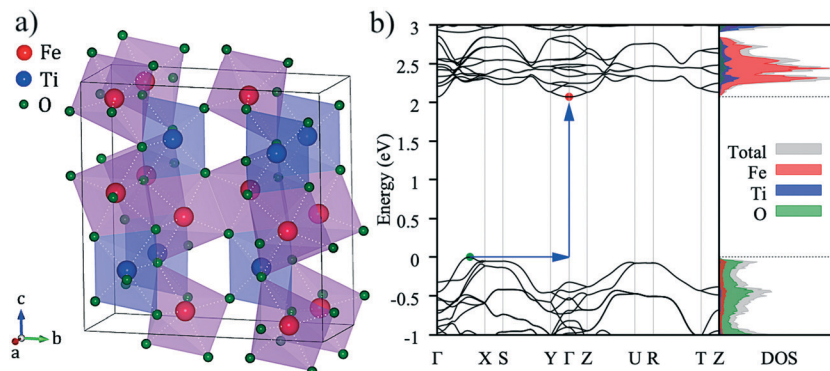 a)
Fe
Ti
O
c
a
b
b)
Energy (eV)
3
2.5
2
1.5
1
0.5
0
-0.5
-1
Γ X S Y Γ Z U R T Z
Total
Fe
Ti
O
DOS